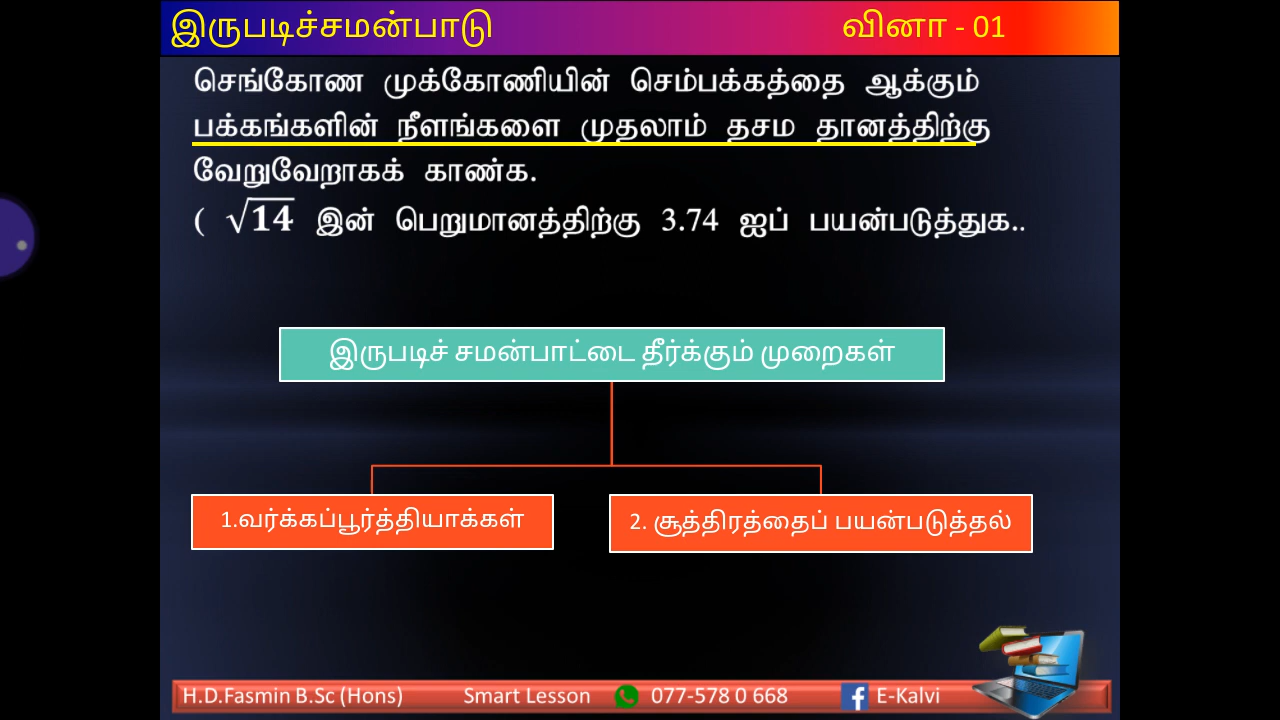 இருபடிச்சமன்பாடு வினா - 01
செங்கோண முக்கோணியின் செம்பக்கத்தை ஆக்கும்
பக்கங்களின் நீளங்களை முதலாம் தசம தானத்திற்கு
வேறுவேறாகக் காண்க.
( √14 இன் பெறுமானத்திற்கு 3.74 ஐப் பயன்படுத்துக..
இருபடிச் சமன்பாட்டை தீர்க்கும் முறைகள்
1.வர்க்கப்பூர்த்தியாக்கள்
2. சூத்திரத்தைப் பயன்படுத்தல்
H.D.Fasmin B.Sc (Hons) Smart Lesson 077-578 0 668 E-Kalvi